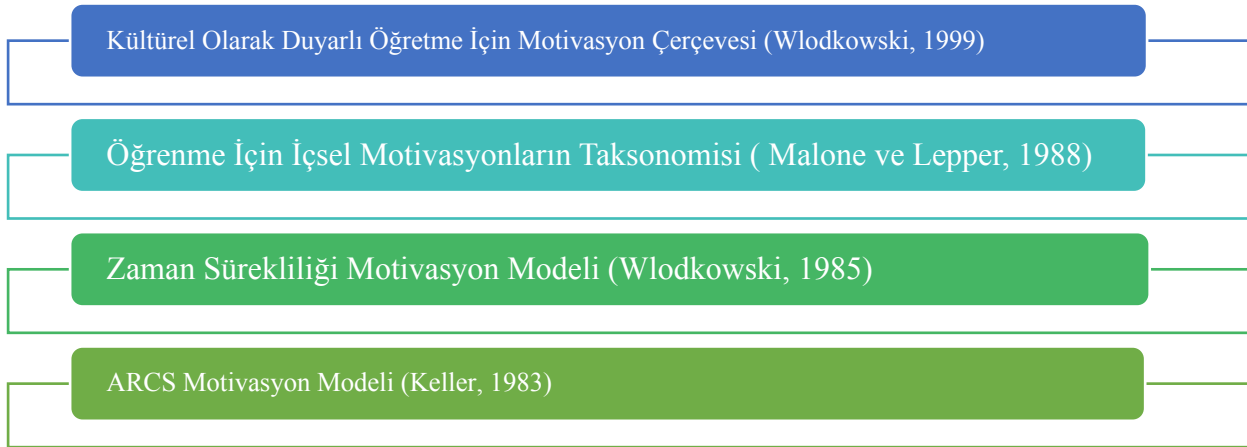 Kültürel Olarak Duyarlı Öğretme İçin Motivasyon Çerçevesi (Wlodkowski, 1999)
Öğrenme İçin İçsel Motivasyonların Taksonomisi ( Malone ve Lepper, 1988)
Zaman Sürekliliği Motivasyon Modeli (Wlodkowski, 1985)
ARCS Motivasyon Modeli (Keller, 1983)